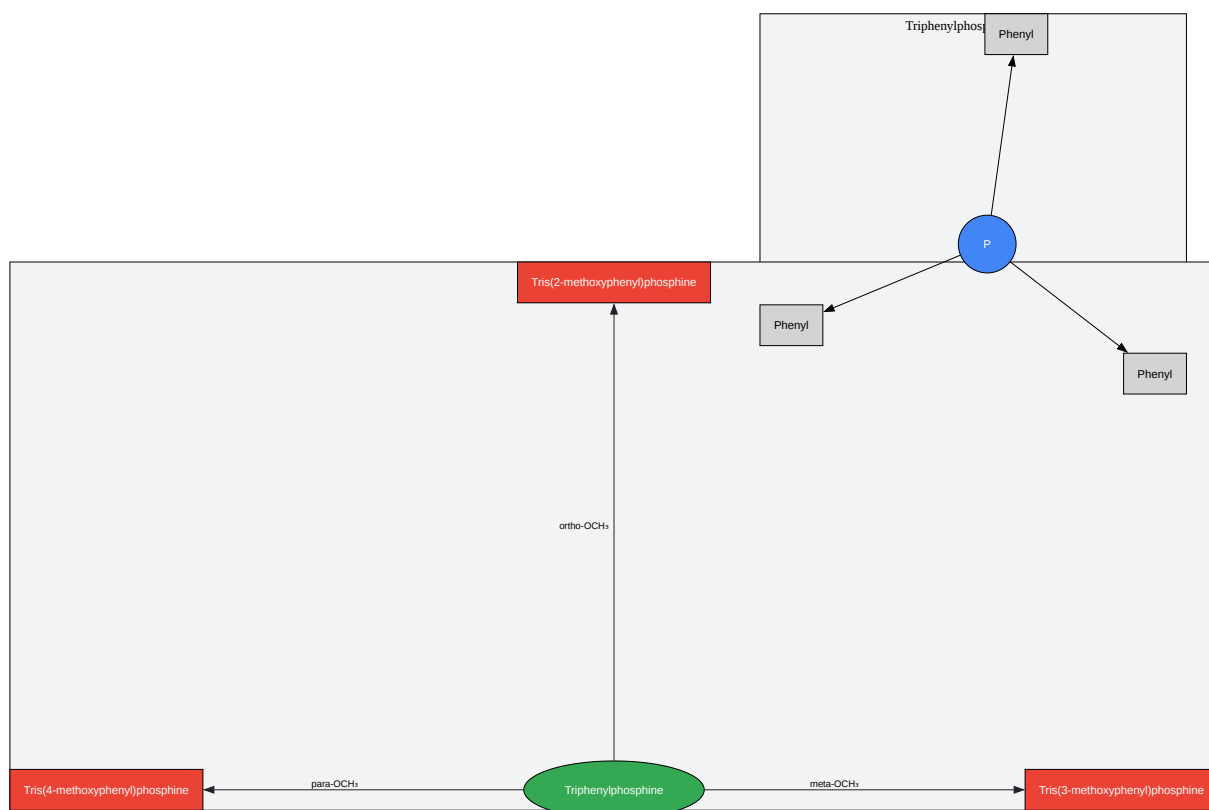 Phenyl
P
Tris(2-methoxyphenyl)phosphine
Phenyl
Phenyl
ortho-OCH₃
Tris(4-methoxyphenyl)phosphine
para-OCH₃
Triphenylphosphine
meta-OCH₃
Tris(3-methoxyphenyl)phosphine